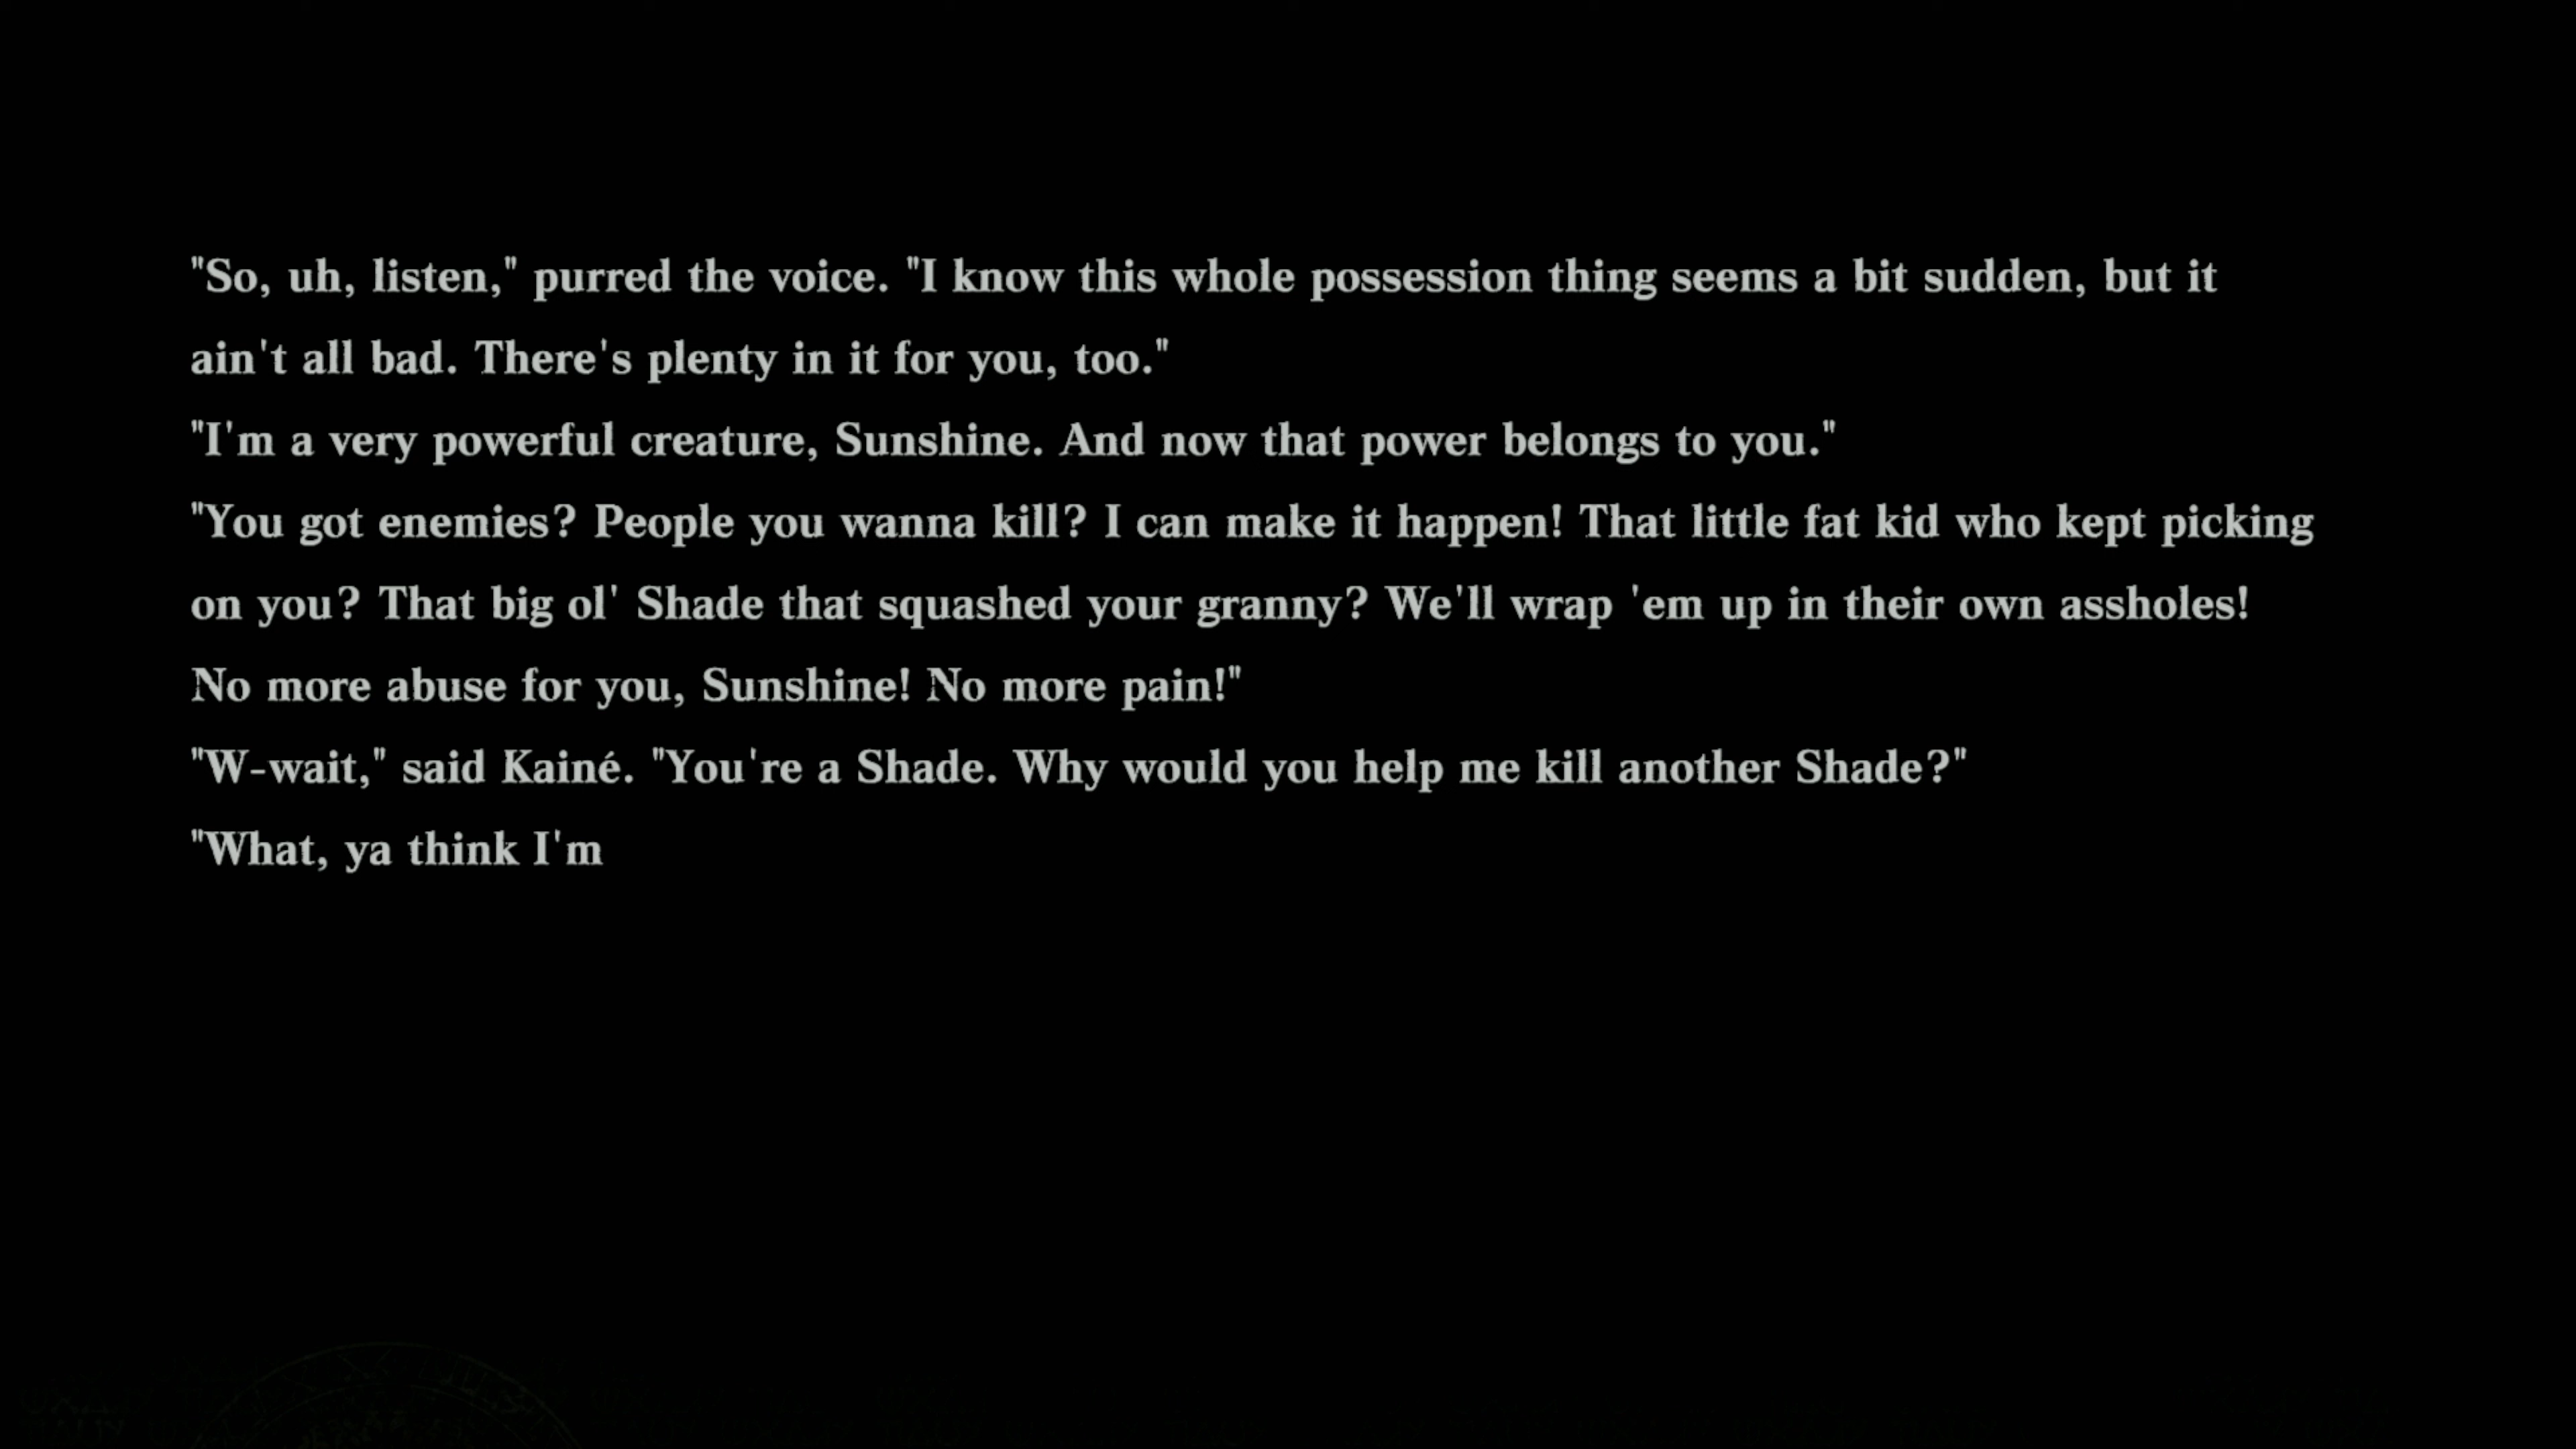 "So, uh, listen," purred the voice. "I know this whole possession thing seems a bit sudden, but it
ain't all bad. There's plenty in it for you, too."
"I'm a very powerful creature, Sunshine. And now that power belongs to you."
"You got enemies? People you wanna kill? I can make it happen! That little fat kid who kept picking
on you? That big ol' Shade that squashed your granny? We'll wrap 'em up in their own assholes!
No more abuse for you, Sunshine! No more pain!"
"W-wait," said Kainé. "You're a Shade. Why would you help me kill another Shade?"
"What, ya think I'm